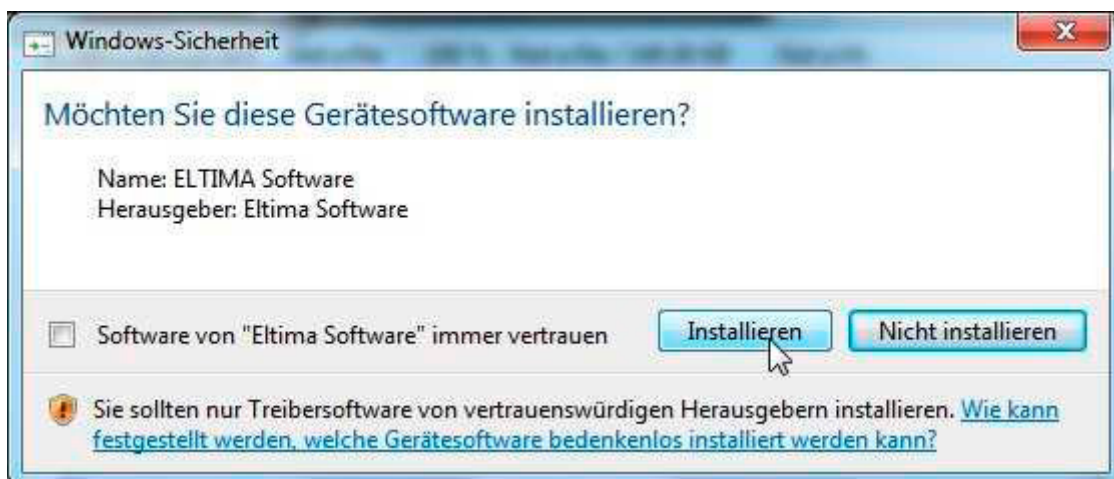 Windows-Sicherheit
Möchten Sie diese Gerätesoftware installieren?
Name: ELTIMA Software
Herausgeber: Eltima Software
Software von "Eltima Software" immer vertrauen
Installieren
Nicht installieren
Sie sollten nur Treibersoftware von vertrauenswürdigen Herausgebern installieren. Wie kann
festgestellt werden, welche Gerätesoftware bedenkenlos installiert werden kann?